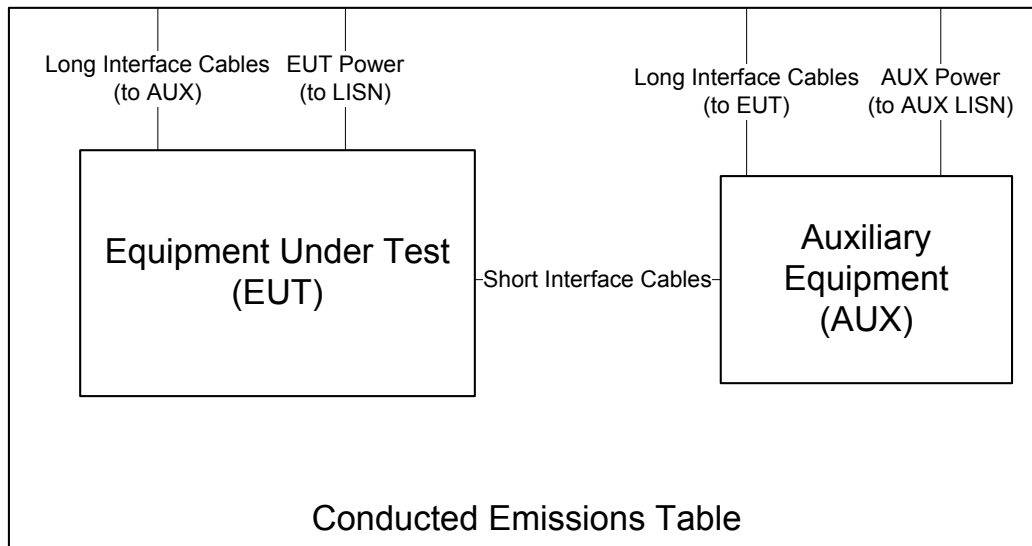 Long Interface Cables
(to AUX)
EUT Power
(to LISN)
Long Interface Cables
(to EUT)
AUX Power
(to AUX LISN)
Equipment Under Test
(EUT)
Short Interface Cables
Auxiliary
Equipment
(AUX)
Conducted Emissions Table